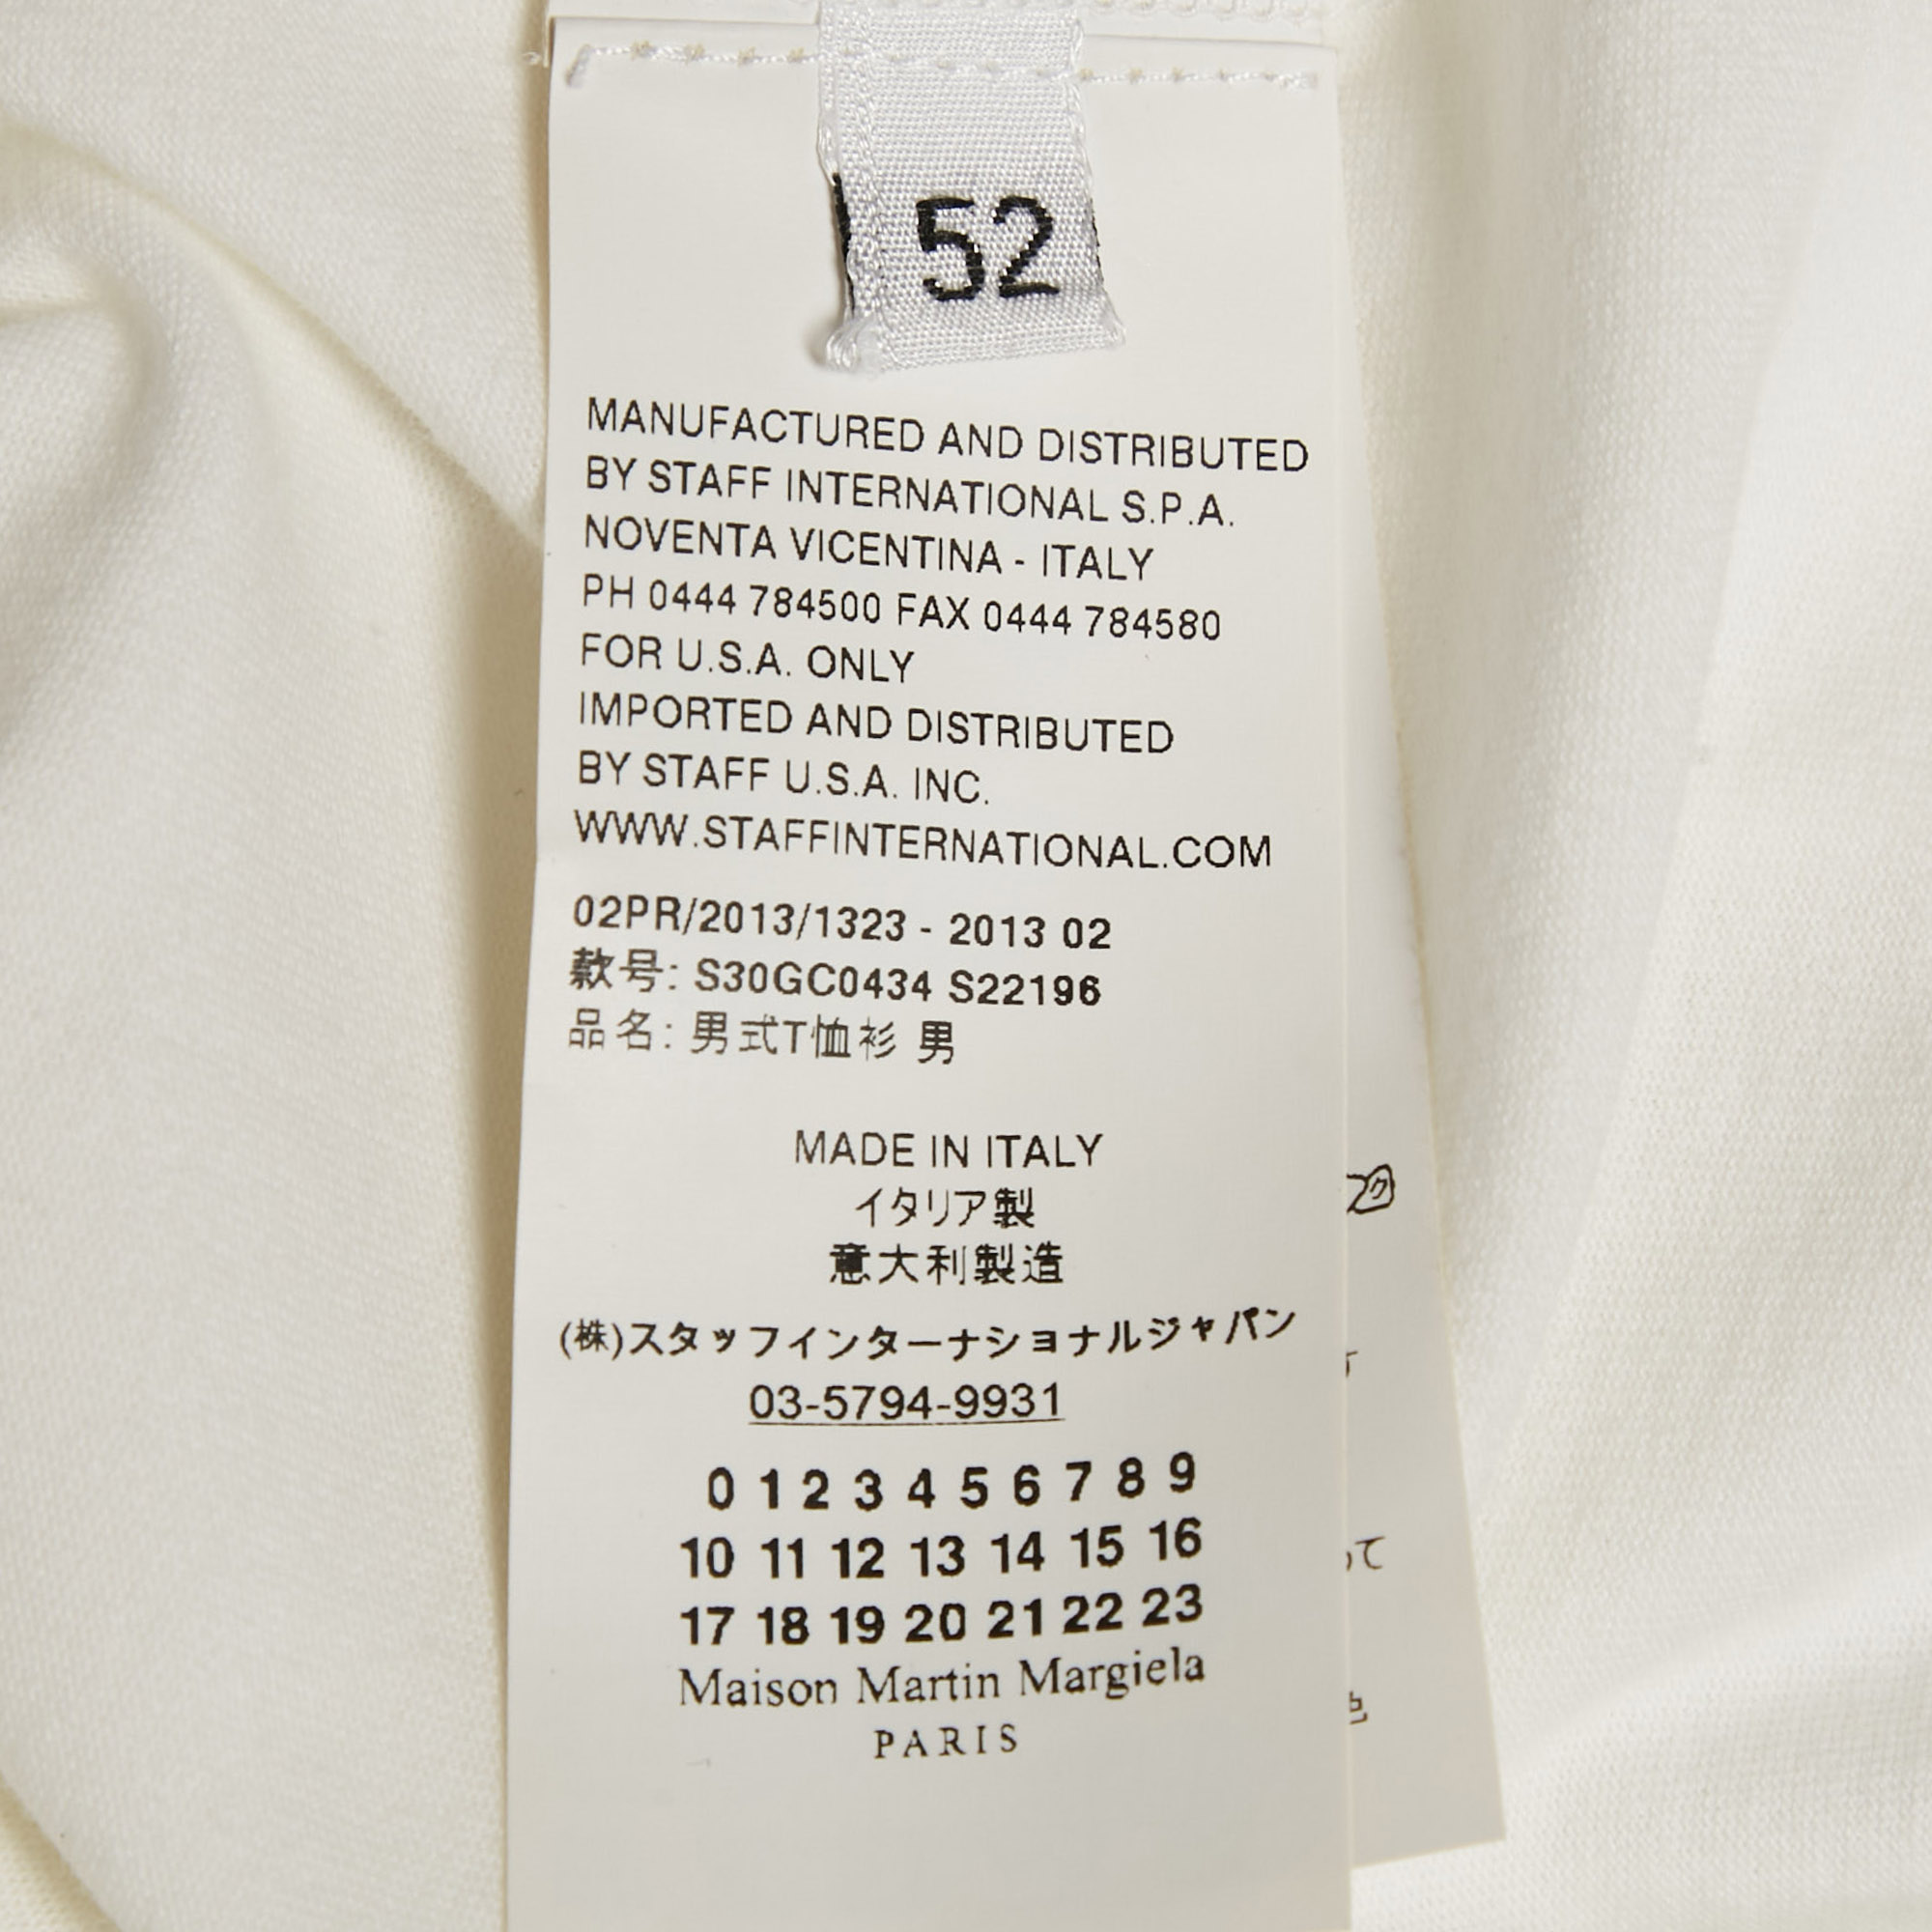 52
MANUFACTURED AND DISTRIBUTED
BY STAFF INTERNATIONAL S.P.A.
NOVENTA VICENTINA - ITALY
PH 0444 784500 FAX 0444 784580
FOR U.S.A. ONLY
IMPORTED AND DISTRIBUTED
BY STAFF U.S.A. INC.
WWW.STAFFINTERNATIONAL.COM
02PR/2013/1323 - 2013 02
款号: S30GC0434 S22196
品名: 男式T恤衫 男
MADE IN ITALY
イタリア製
意大利製造
(株)スタッフインターナショナルジャパン
03-5794-9931
0 1 2 3 4 5 6 7 8 9
10 11 12 13 14 15 16
17 18 19 20 21 22 23
Maison Martin Margiela
PARIS